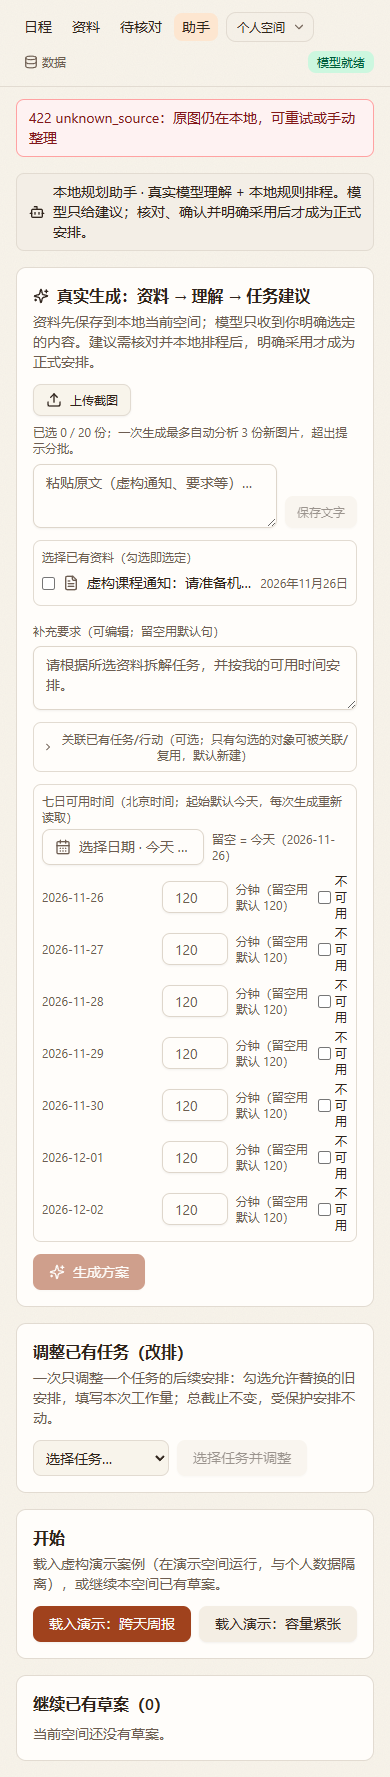 日程 资料 待核对 助手 个人空间
数据 模型就绪
422 unknown_source：原图仍在本地，可重试或手动
整理
本地规划助手 · 真实模型理解 + 本地规则排程。模
型只给建议；核对、确认并明确采用后才成为正式
安排。
真实生成：资料 → 理解 → 任务建议
资料先保存到本地当前空间；模型只收到你明确选定
的内容。建议需核对并本地排程后，明确采用才成为
正式安排。
上传截图
已选 0 / 20 份；一次生成最多自动分析 3 份新图片，超出提
示分批。
粘贴原文（虚构通知、要求等）...
保存文字
选择已有资料（勾选即选定）
虚构课程通知：请准备机... 2026年11月26日
补充要求（可编辑；留空用默认句）
请根据所选资料拆解任务，并按我的可用时间安
排。
关联已有任务/行动（可选；只有勾选的对象可被关联/
复用，默认新建）
七日可用时间（北京时间；起始默认今天，每次生成重新
读取）
选择日期 · 今天 ... 留空 = 今天（2026-11-
26）
2026-11-26 120 分钟（留空用
默认 120） 不可用
2026-11-27 120 分钟（留空用
默认 120） 不可用
2026-11-28 120 分钟（留空用
默认 120） 不可用
2026-11-29 120 分钟（留空用
默认 120） 不可用
2026-11-30 120 分钟（留空用
默认 120） 不可用
2026-12-01 120 分钟（留空用
默认 120） 不可用
2026-12-02 120 分钟（留空用
默认 120） 不可用
生成方案
调整已有任务（改排）
一次只调整一个任务的后续安排：勾选允许替换的旧
安排，填写本次工作量；总截止不变，受保护安排不
动。
选择任务... 选择任务并调整
开始
载入虚构演示案例（在演示空间运行，与个人数据隔
离），或继续本空间已有草案。
载入演示：跨天周报 载入演示：容量紧张
继续已有草案（0）
当前空间还没有草案。